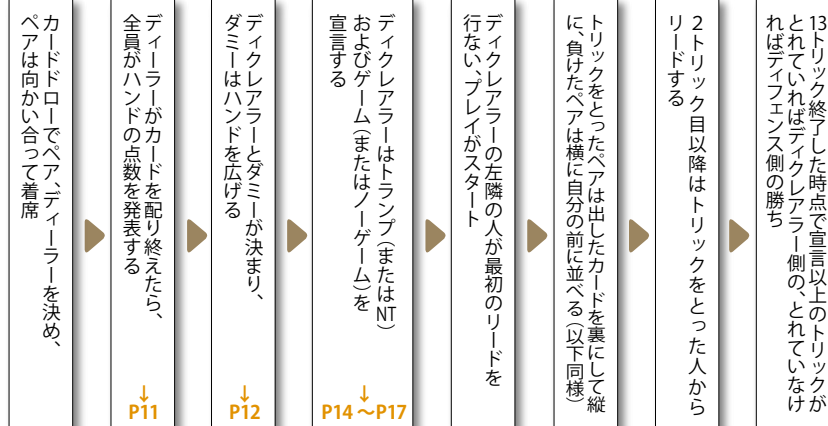 カードドローでペア、ディーラーを決め、
ペアは向かい合って着席
ディーラーがカードを配り終えたら、
全員がハンドの点数を発表する
↓
P11
ディクレアラーとダミーが決まり、
ダミーはハンドを広げる
↓
P12
ディクレアラーはトランプ（またはNT）
およびゲーム（またはノーゲーム）を
宣言する
↓
P14～P17
ディクレアラーの左隣の人が最初のリードを
行ない、プレイがスタート
トリックをとったペアは出したカードを裏にして縦
に、負けたペアは横に自分の前に並べる（以下同様）
2トリック目以降はトリックをとった人から
リードする
13トリック終了した時点で宣言以上のトリックが
とれていればディクレアラー側の、とれていなけ
ればディフェンス側の勝ち